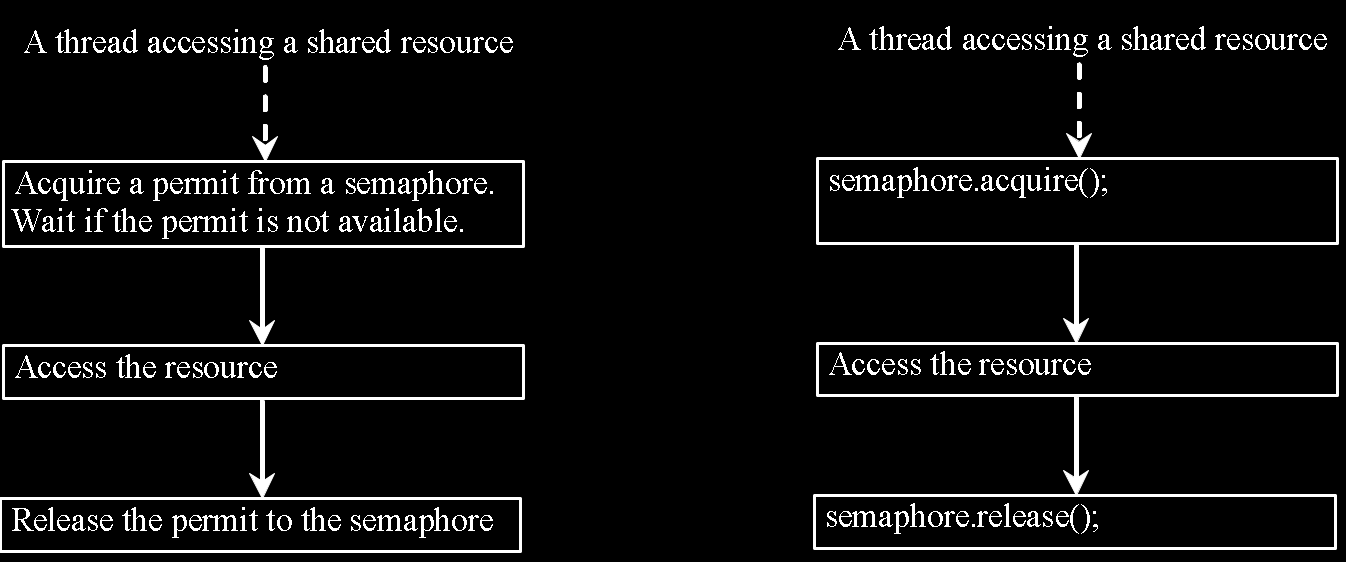 A thread accessing a shared resource
Acquire a permit from a semaphore.
Wait if the permit is not available.
Access the resource
Release the permit to the semaphore
A thread accessing a shared resource
semaphore.acquire();
Access the resource
semaphore.release();